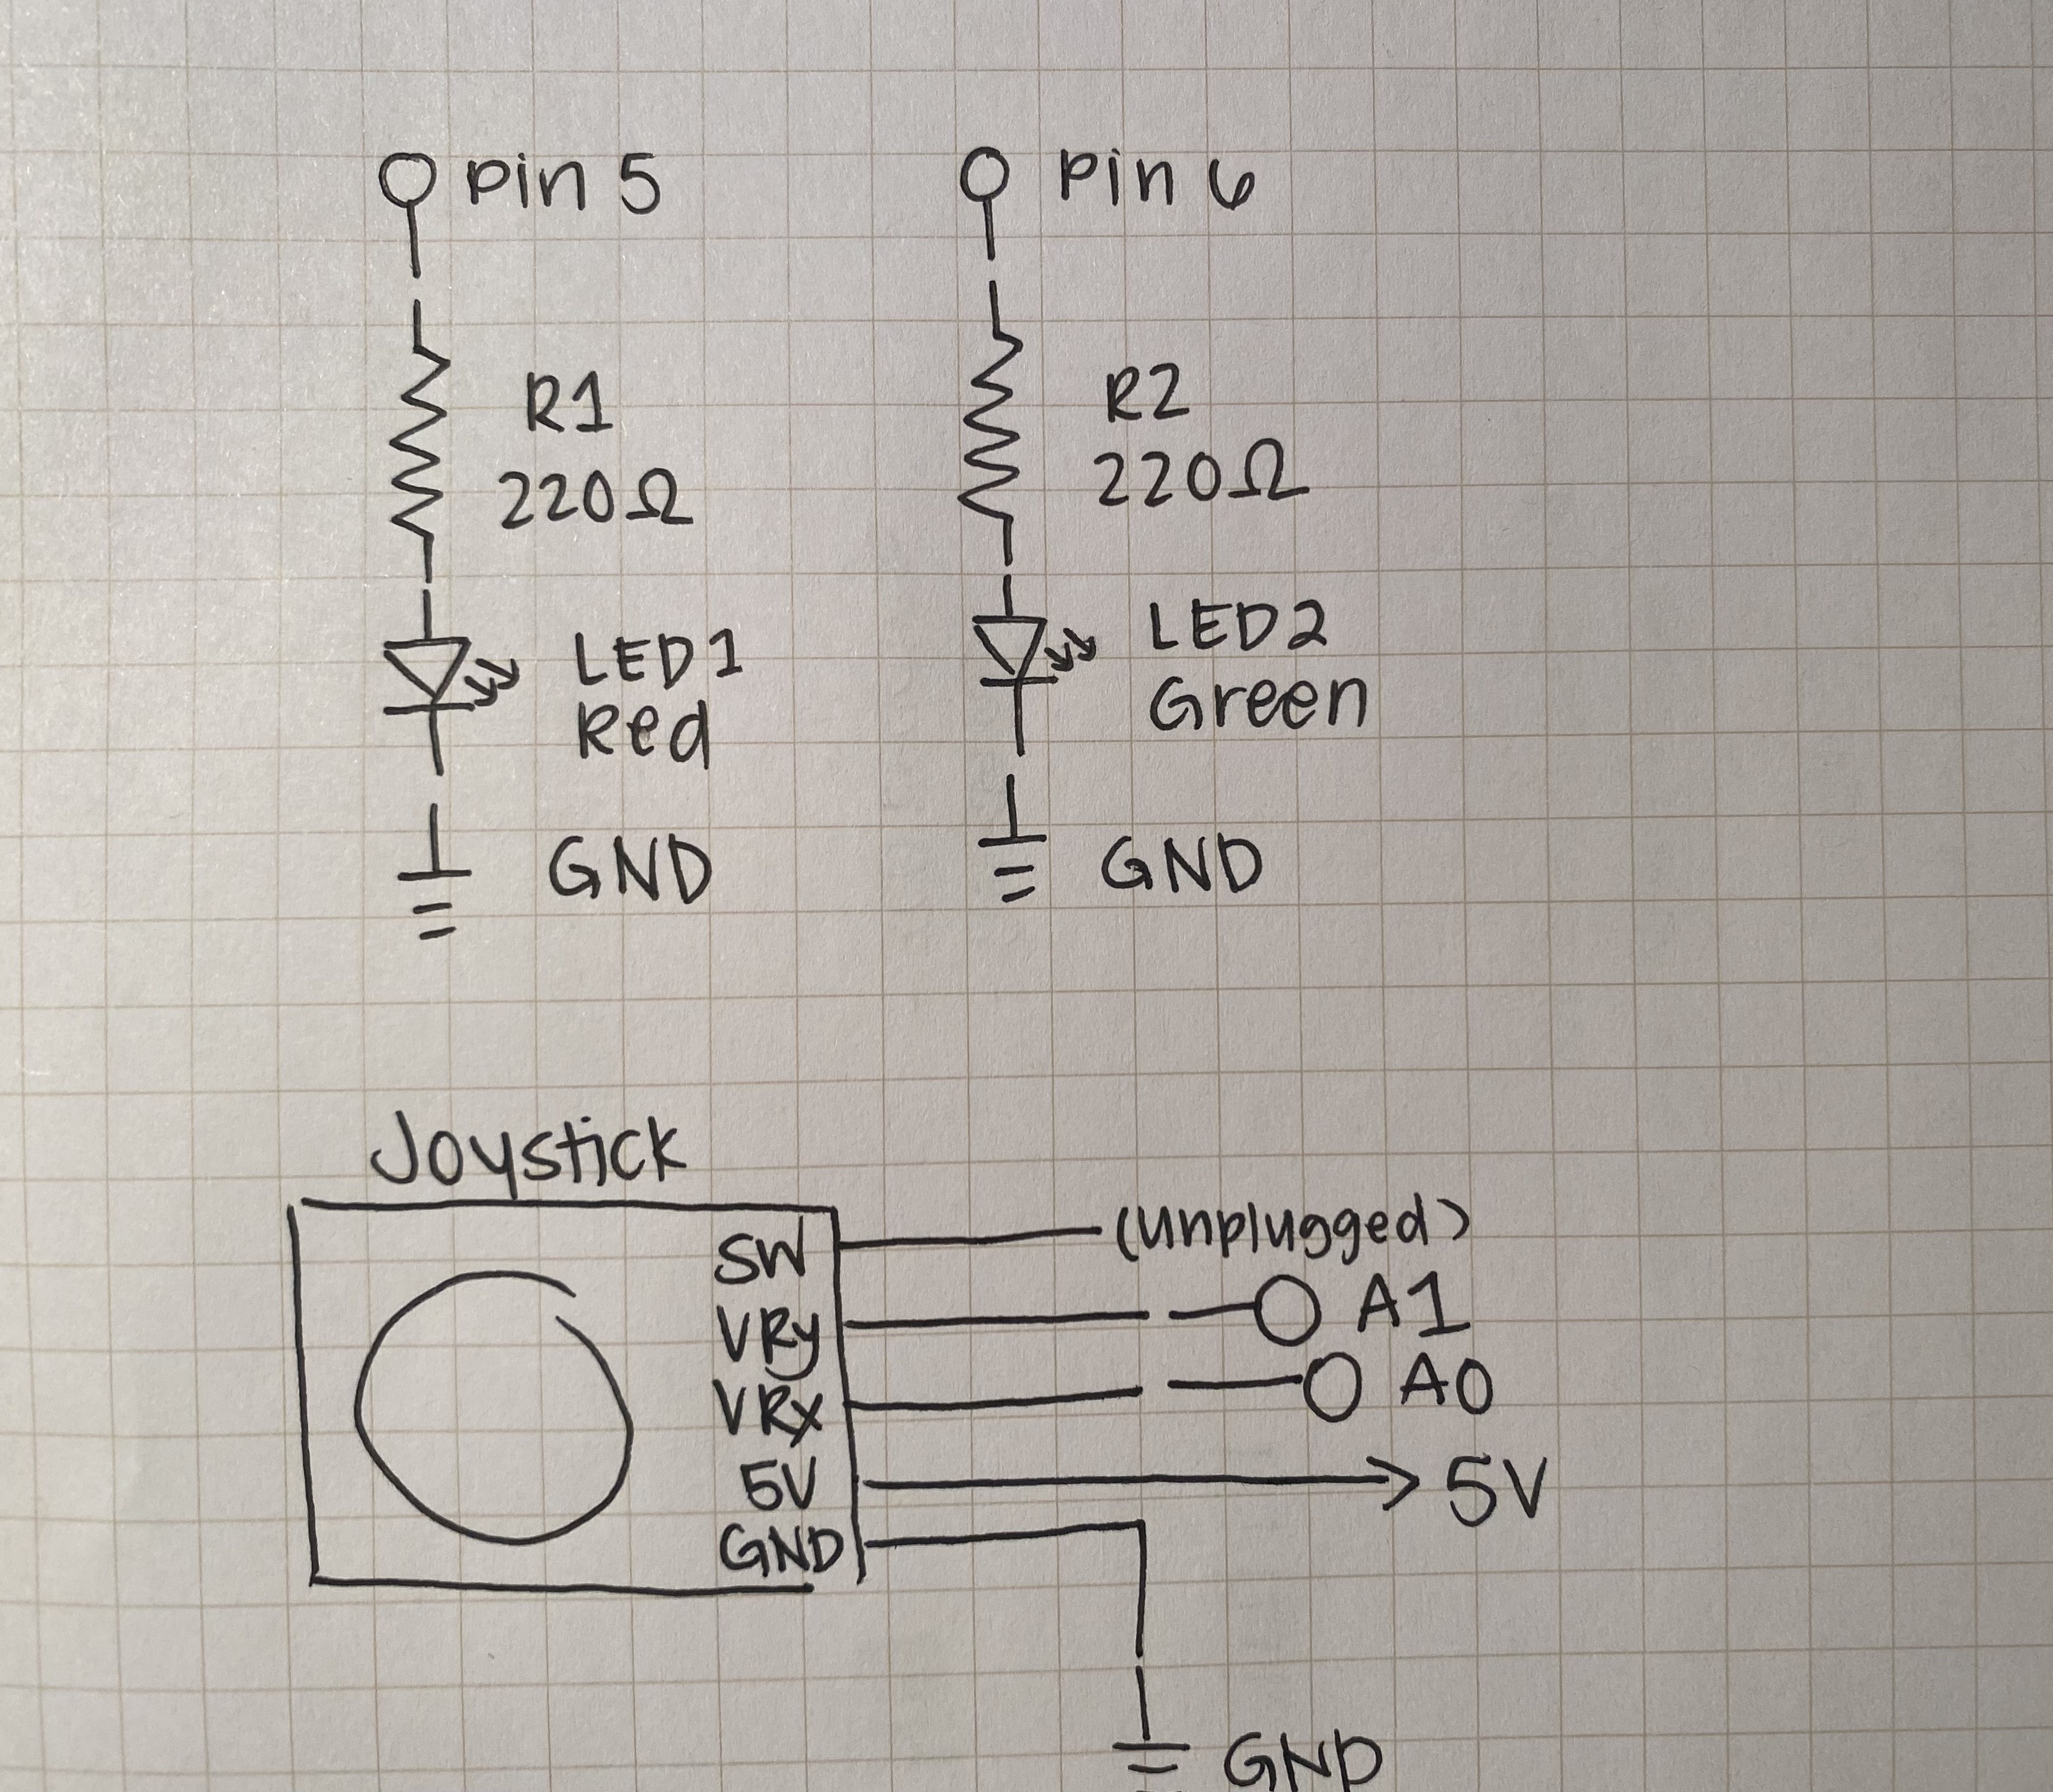 pin 5
pin 6
R1
220Ω
R2
220Ω
LED1
Red
LED2
Green
GND
GND
Joystick
SW
(unplugged)
VRy
A1
VRx
A0
5V
5V
GND
GND